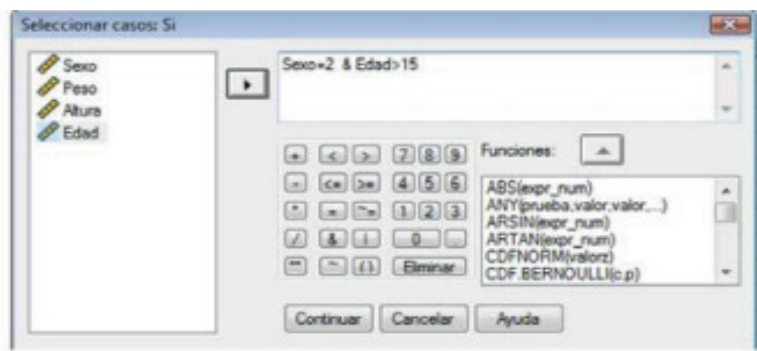 Seleccionar casos: Si
Sexo
Peso
Altura
Edad
Sexo=2 & Edad>15
+ < > 7 8 9
- <= >= 4 5 6
* = ~= 1 2 3
/ & | 0 .
** ~ () Eliminar
Funciones:
ABS(expr_num)
ANY(prueba,valor,valor,...)
ARSIN(expr_num)
ARTAN(expr_num)
CDFNORM(valorz)
CDF.BERNOULLI(c,p)
Continuar Cancelar Ayuda